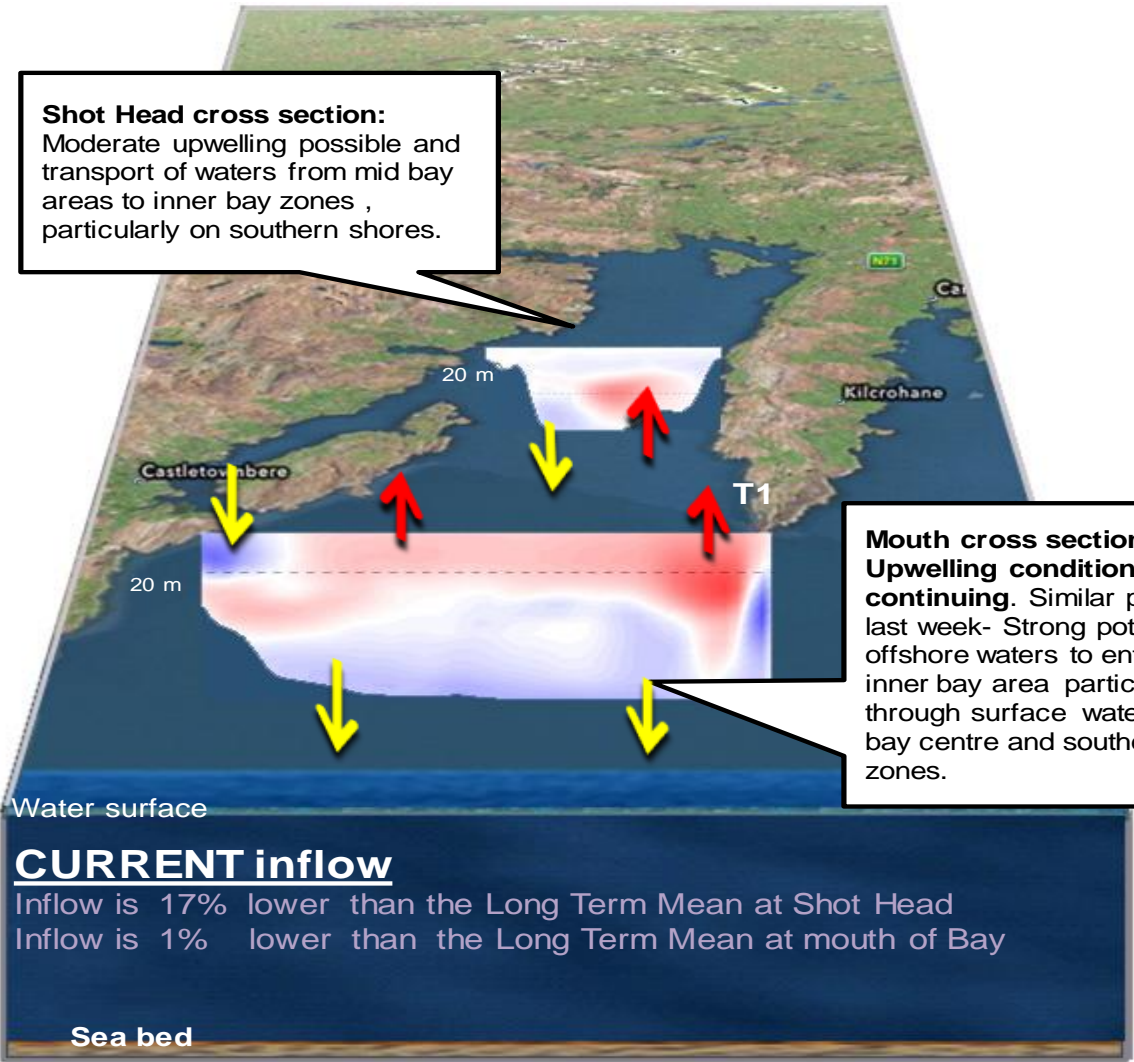 Shot Head cross section:
Moderate upwelling possible and
transport of waters from mid bay
areas to inner bay zones ,
particularly on southern shores.
N71
Ca
20 m
Kilcrohane
Castletownbere
T1
20 m
Mouth cross section
Upwelling condition
continuing. Similar p
last week- Strong pot
offshore waters to ent
inner bay area partic
through surface wate
bay centre and southe
zones.
Water surface
CURRENT inflow
Inflow is 17% lower than the Long Term Mean at Shot Head
Inflow is 1% lower than the Long Term Mean at mouth of Bay
Sea bed